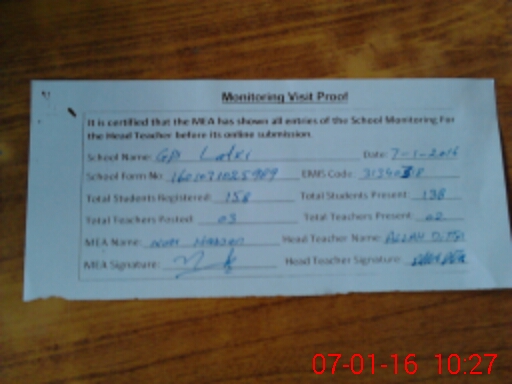 Monitoring Visit Proof
It is certified that the MEA has shown all entries of the School Monitoring For
the Head Teacher before its online submission.
School Name: Date: 7-1-2016
School Form No: EMIS Code:
Total Students Registered: 158 Total Students Present: 138
Total Teachers Posted: 03 Total Teachers Present: 02
MEA Name: Head Teacher Name: ALLAH DITTA
MEA Signature: Head Teacher Signature:
07-01-16 10:27